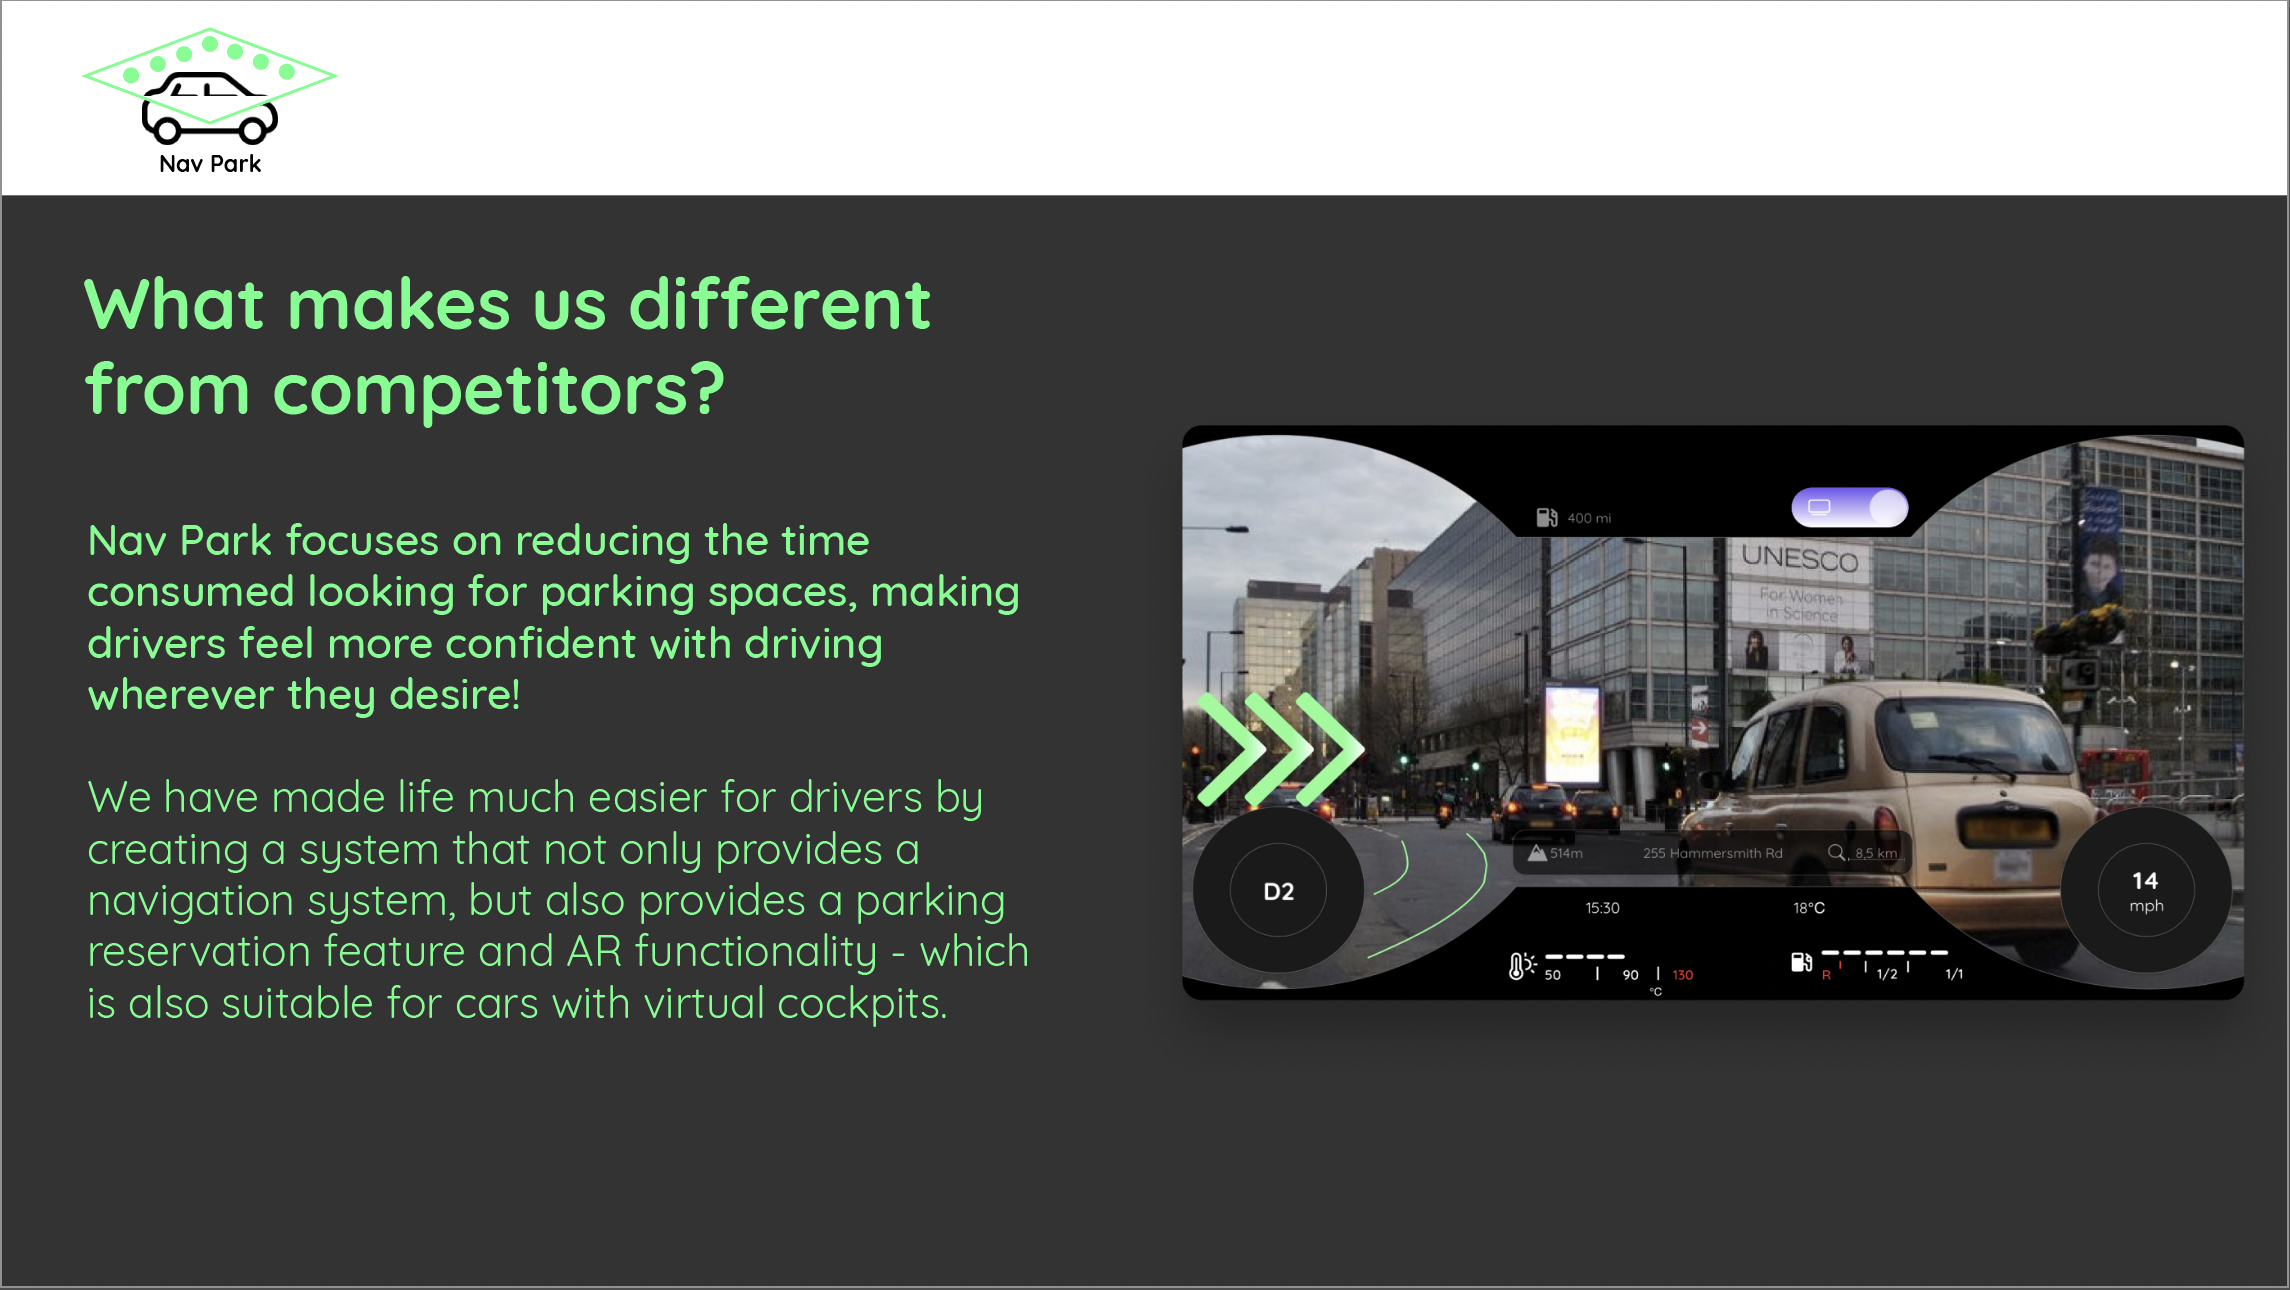 Nav Park
What makes us different
from competitors?
Nav Park focuses on reducing the time
consumed looking for parking spaces, making
drivers feel more confident with driving
wherever they desire!
We have made life much easier for drivers by
creating a system that not only provides a
navigation system, but also provides a parking
reservation feature and AR functionality - which
is also suitable for cars with virtual cockpits.
400 mi
UNESCO
For Women
in Science
514m 255 Hammersmith Rd 8,5 km
D2
14
mph
15:30 18°C
50 90 130
°C
R 1/2 1/1